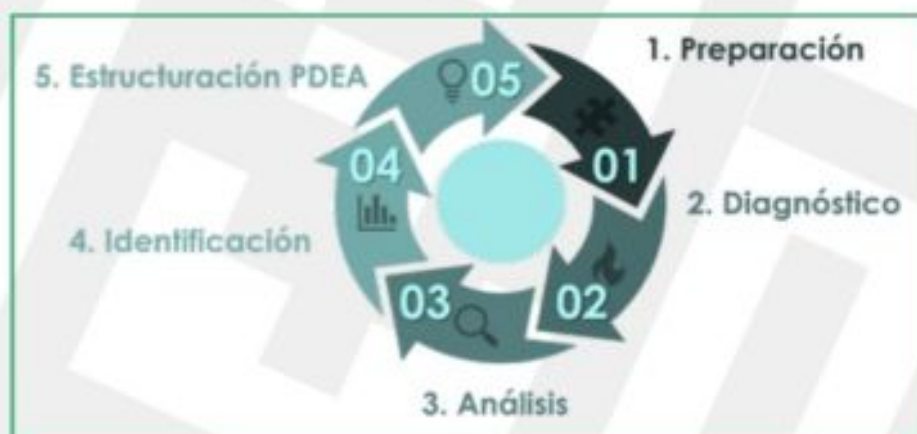 1. Preparación
5. Estructuración PDEA
05
04
01
2. Diagnóstico
4. Identificación
03
02
3. Análisis